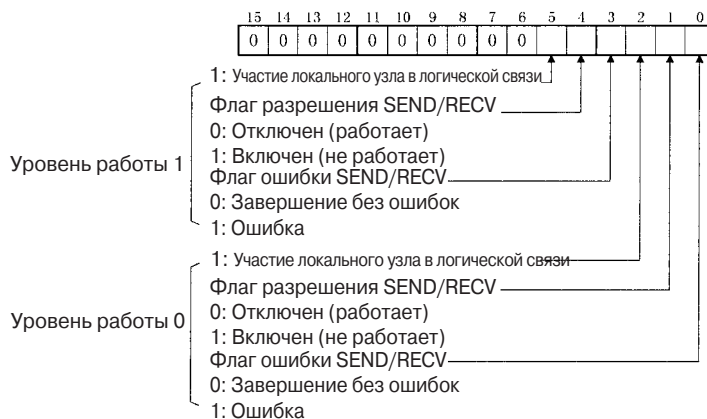 15 14 13 12 11 10 9 8 7 6 5 4 3 2 1 0
0 0 0 0 0 0 0 0 0 0
1: Участие локального узла в логической связи
Флаг разрешения SEND/RECV
0: Отключен (работает)
1: Включен (не работает)
Уровень работы 1
Флаг ошибки SEND/RECV
0: Завершение без ошибок
1: Ошибка
1: Участие локального узла в логической связи
Флаг разрешения SEND/RECV
0: Отключен (работает)
Уровень работы 0
1: Включен (не работает)
Флаг ошибки SEND/RECV
0: Завершение без ошибок
1: Ошибка